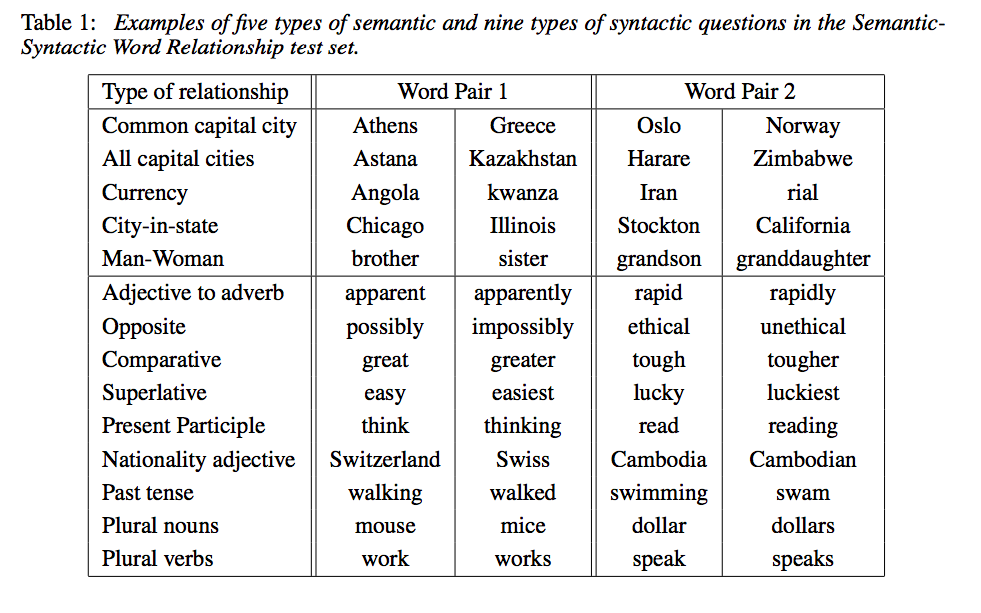 Table 1: Examples of five types of semantic and nine types of syntactic questions in the Semantic-
Syntactic Word Relationship test set.
Type of relationship Word Pair 1 Word Pair 2
Common capital city Athens Greece Oslo Norway
All capital cities Astana Kazakhstan Harare Zimbabwe
Currency Angola kwanza Iran rial
City-in-state Chicago Illinois Stockton California
Man-Woman brother sister grandson granddaughter
Adjective to adverb apparent apparently rapid rapidly
Opposite possibly impossibly ethical unethical
Comparative great greater tough tougher
Superlative easy easiest lucky luckiest
Present Participle think thinking read reading
Nationality adjective Switzerland Swiss Cambodia Cambodian
Past tense walking walked swimming swam
Plural nouns mouse mice dollar dollars
Plural verbs work works speak speaks